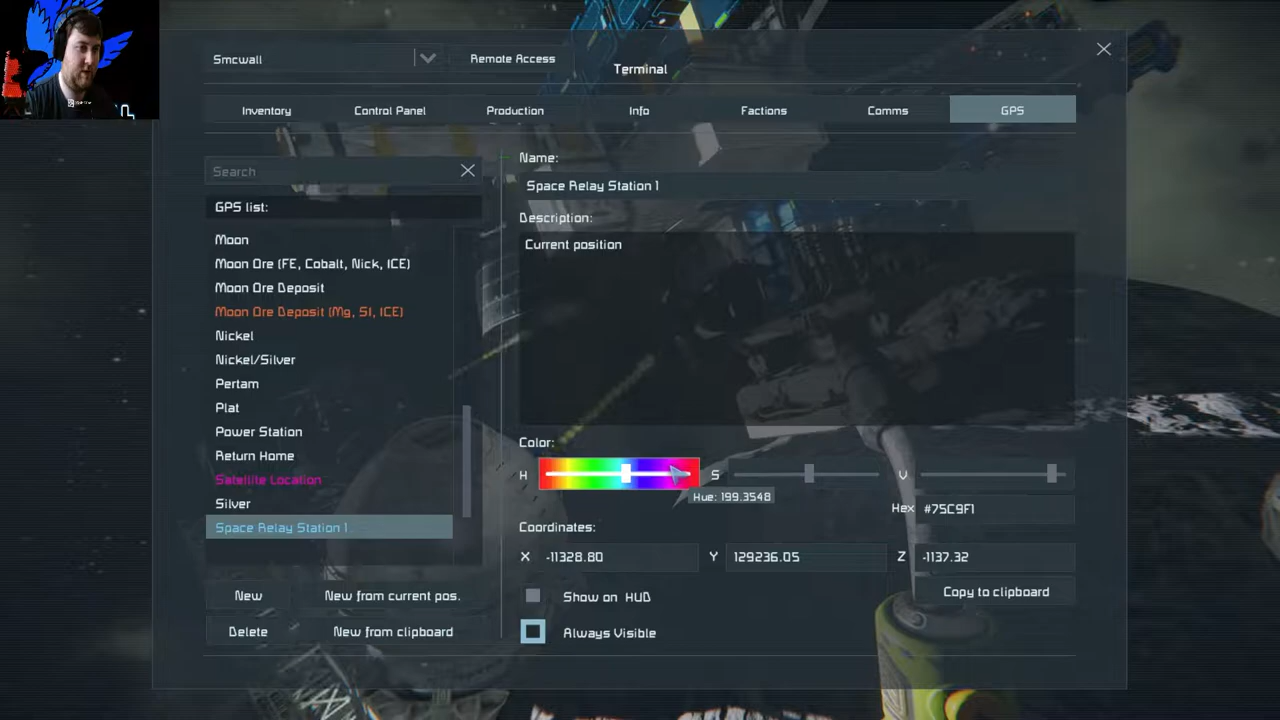 Smcwall
Remote Access
Terminal
Inventory
Control Panel
Production
Info
Factions
Comms
GPS
Search
GPS list:
Moon
Moon Ore (FE, Cobalt, Nick, ICE)
Moon Ore Deposit
Moon Ore Deposit (Mg, SI, ICE)
Nickel
Nickel/Silver
Pertam
Plat
Power Station
Return Home
Satellite Location
Silver
Space Relay Station 1
New
New from current pos.
Delete
New from clipboard
Name:
Space Relay Station 1
Description:
Current position
Color:
H
S
V
Hue: 199.3548
Hex #75C9F1
Coordinates:
X -11328.80
Y 129236.05
Z -1137.32
Show on HUD
Copy to clipboard
Always Visible